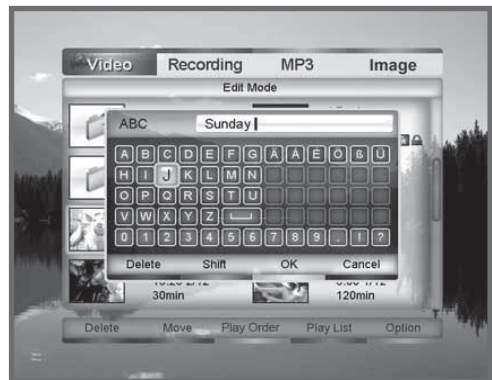 Video Recording MP3 Image
Edit Mode
ABC Sunday
A B C D E F G Ä Å É Ö ß Ü
H I J K L M N
O P Q R S T U
V W X Y Z
0 1 2 3 4 5 6 7 8 9 . ! ?
Delete Shift OK Cancel
30min 120min
Delete Move Play Order Play List Option